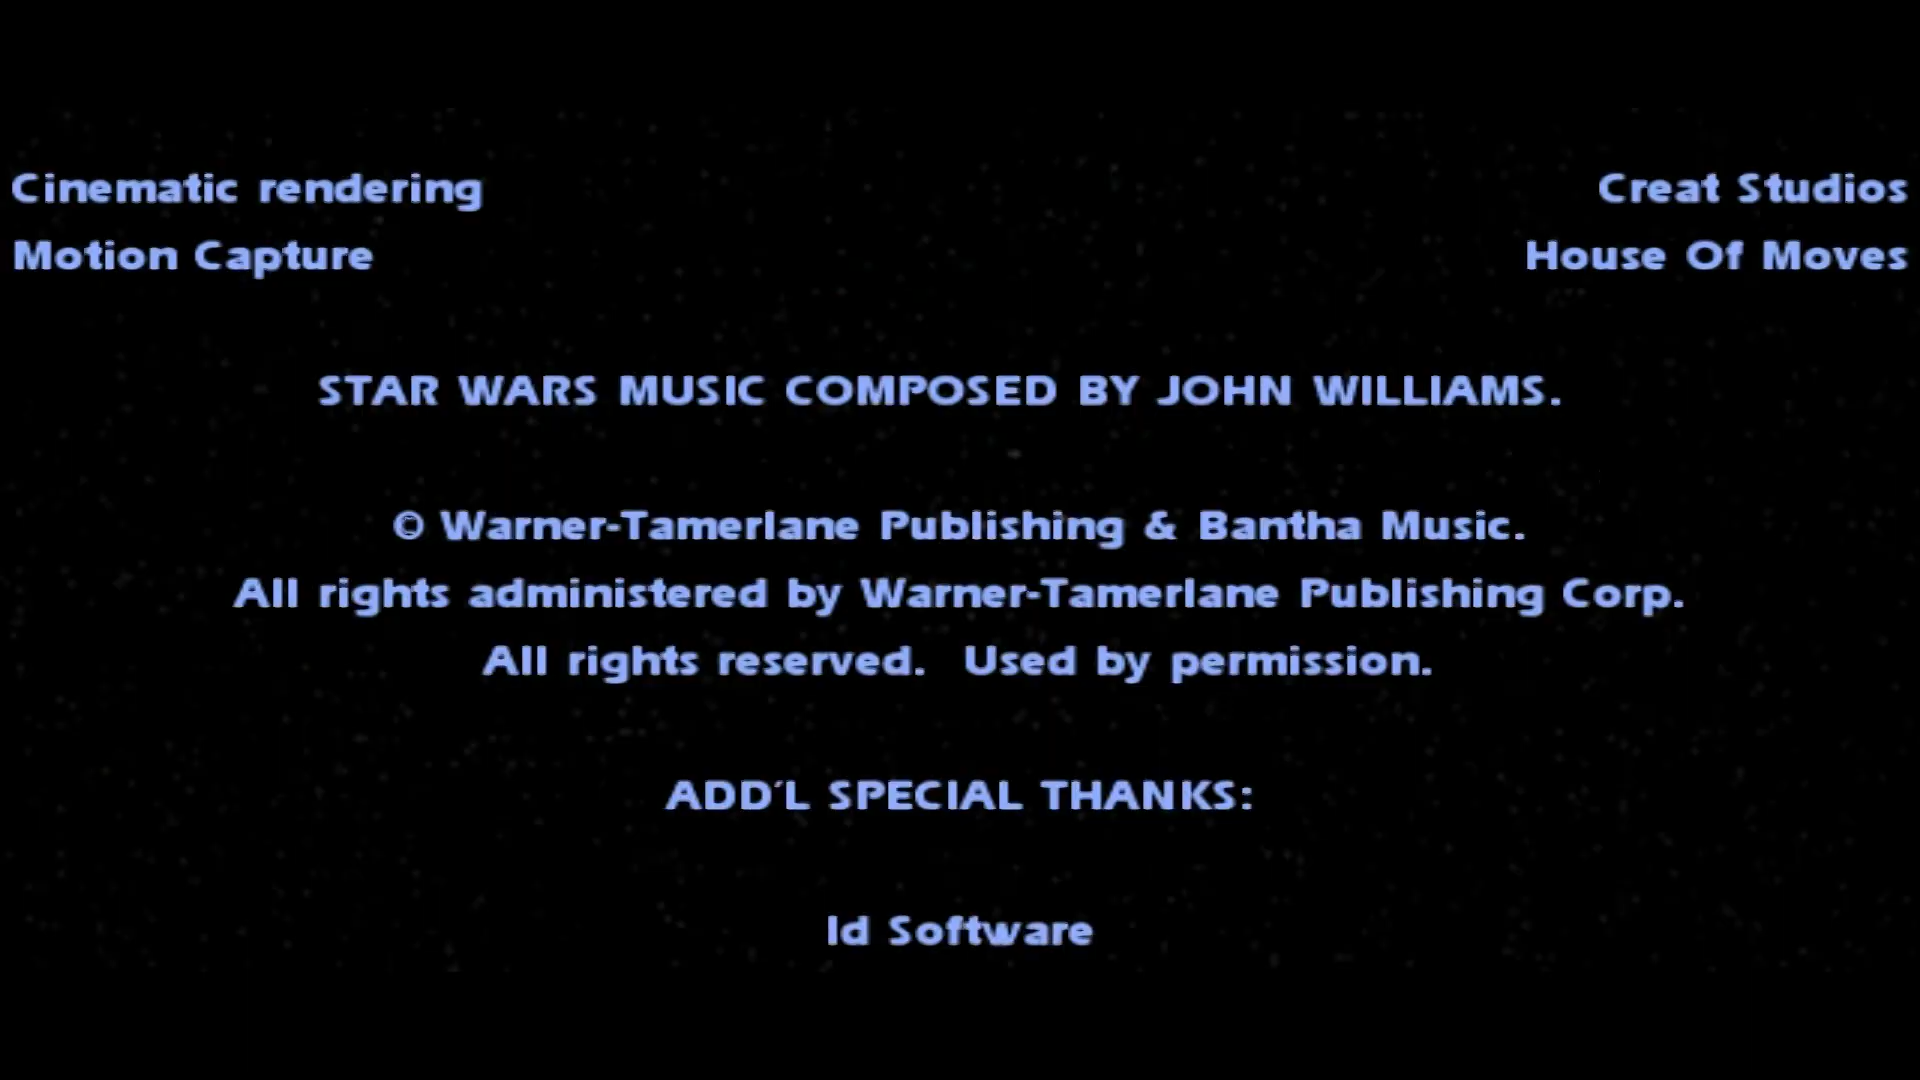 Cinematic rendering Creat Studios
Motion Capture House Of Moves
STAR WARS MUSIC COMPOSED BY JOHN WILLIAMS.
© Warner-Tamerlane Publishing & Bantha Music.
All rights administered by Warner-Tamerlane Publishing Corp.
All rights reserved.  Used by permission.
ADD'L SPECIAL THANKS:
Id Software